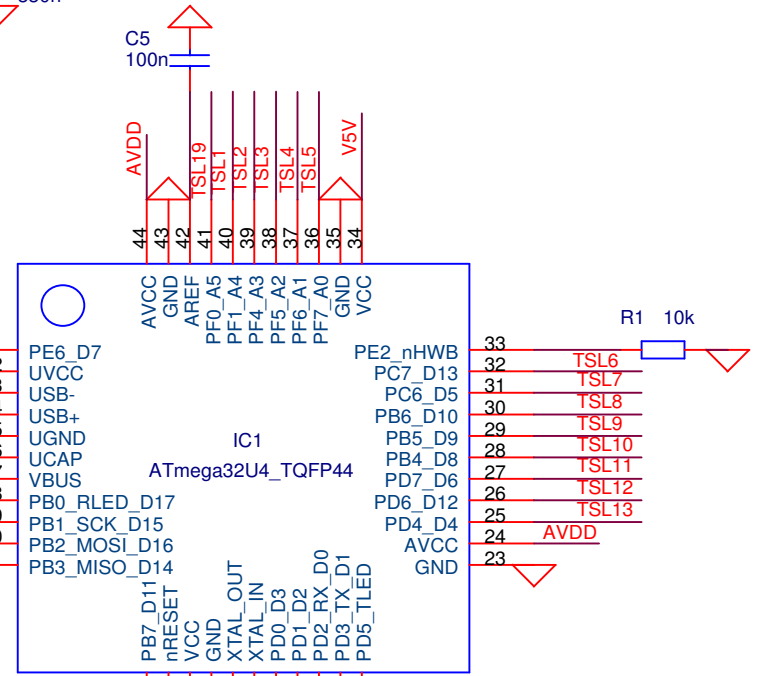 C5
100n
AVDD
TSL19
TSL1
TSL2
TSL3
TSL4
TSL5
V5V
44
43
42
41
40
39
38
37
36
35
34
AVCC
GND
AREF
PF0_A5
PF1_A4
PF4_A3
PF5_A2
PF6_A1
PF7_A0
GND
VCC
R1 10k
PE6_D7
UVCC
USB-
USB+
UGND
UCAP
VBUS
PB0_RLED_D17
PB1_SCK_D15
PB2_MOSI_D16
PB3_MISO_D14
IC1
ATmega32U4_TQFP44
PE2_nHWB 33
PC7_D13 32 TSL6
PC6_D5 31 TSL7
PB6_D10 30 TSL8
PB5_D9 29 TSL9
PB4_D8 28 TSL10
PD7_D6 27 TSL11
PD6_D12 26 TSL12
PD4_D4 25 TSL13
AVCC 24 AVDD
GND 23
PB7_D11
nRESET
VCC
GND
XTAL_OUT
XTAL_IN
PD0_D3
PD1_D2
PD2_RX_D0
PD3_TX_D1
PD5_TLED